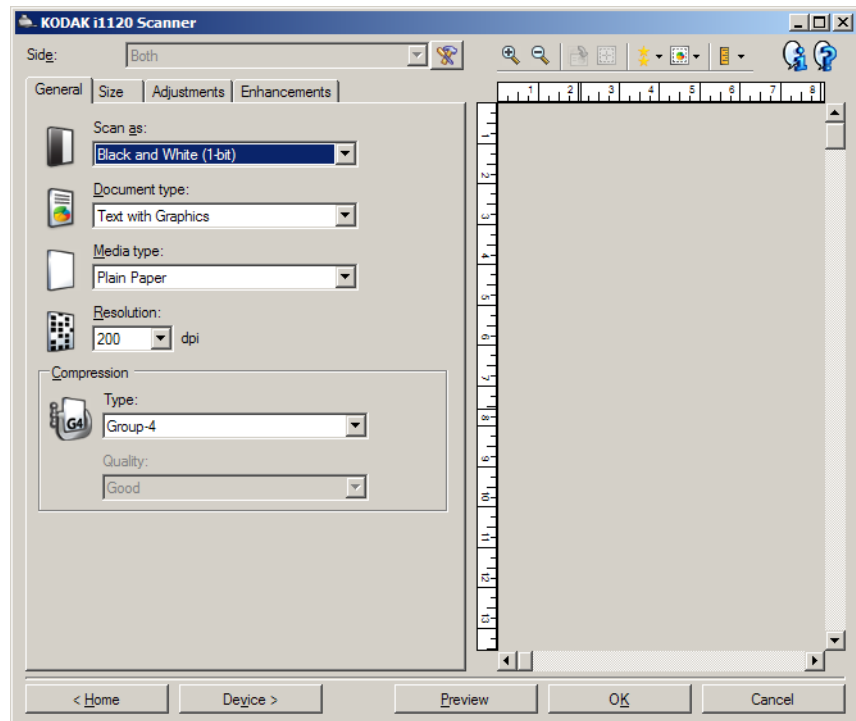 KODAK i1120 Scanner
Side:
Both
General
Size
Adjustments
Enhancements
Scan as:
Black and White (1-bit)
Document type:
Text with Graphics
Media type:
Plain Paper
Resolution:
200
dpi
Compression
Type:
G4
Group-4
Quality:
Good
1 2 3 4 5 6 7 8
1
2
3
4
5
6
7
8
9
10
11
12
13
< Home
Device >
Preview
OK
Cancel